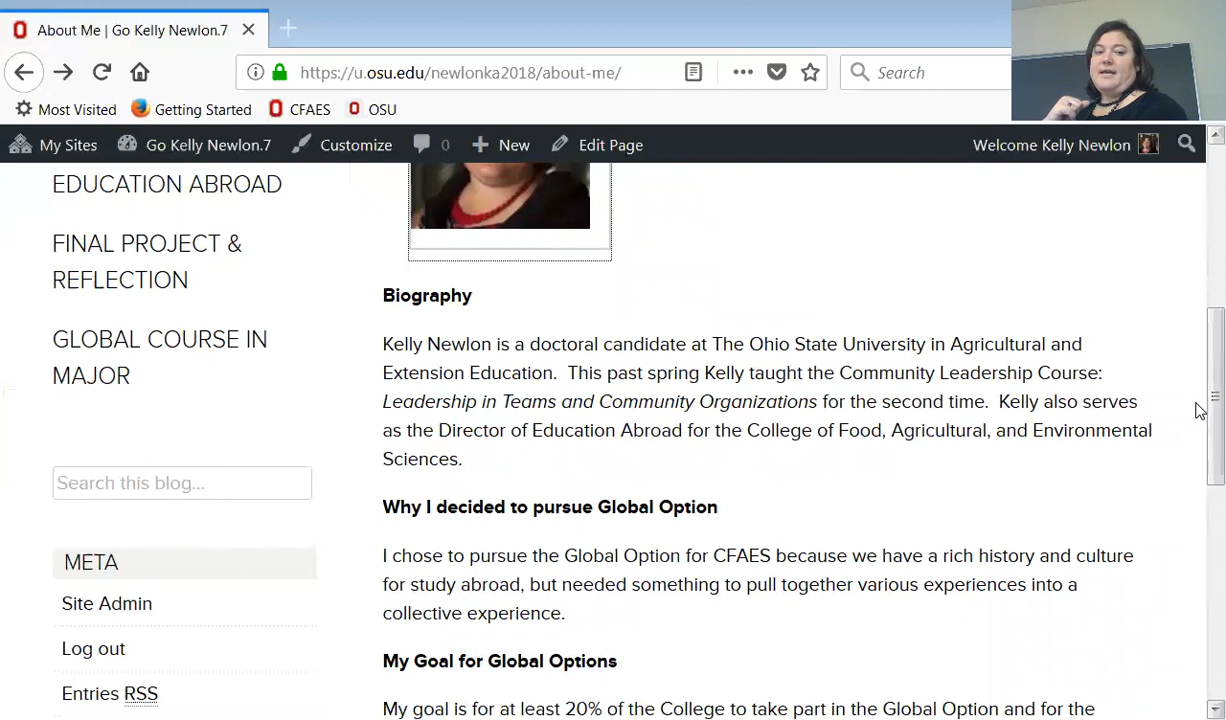 About Me | Go Kelly Newlon.7
https://u.osu.edu/newlonka2018/about-me/
Search
Most Visited
Getting Started
CFAES
OSU
My Sites
Go Kelly Newlon.7
Customize
0
New
Edit Page
Welcome Kelly Newlon
EDUCATION ABROAD
FINAL PROJECT &
REFLECTION
GLOBAL COURSE IN
MAJOR
Search this blog...
META
Site Admin
Log out
Entries RSS
Biography
Kelly Newlon is a doctoral candidate at The Ohio State University in Agricultural and
Extension Education. This past spring Kelly taught the Community Leadership Course:
Leadership in Teams and Community Organizations for the second time. Kelly also serves
as the Director of Education Abroad for the College of Food, Agricultural, and Environmental
Sciences.
Why I decided to pursue Global Option
I chose to pursue the Global Option for CFAES because we have a rich history and culture
for study abroad, but needed something to pull together various experiences into a
collective experience.
My Goal for Global Options
My goal is for at least 20% of the College to take part in the Global Option and for the